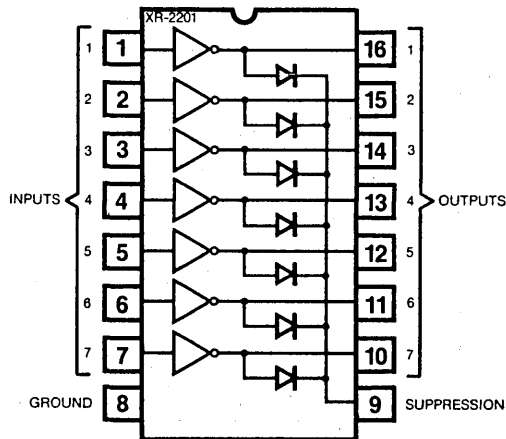 XR-2201
1 1 16 1
2 2 15 2
3 3 14 3
INPUTS 4 4 13 4 OUTPUTS
5 5 12 5
6 6 11 6
7 7 10 7
GROUND 8 9 SUPPRESSION